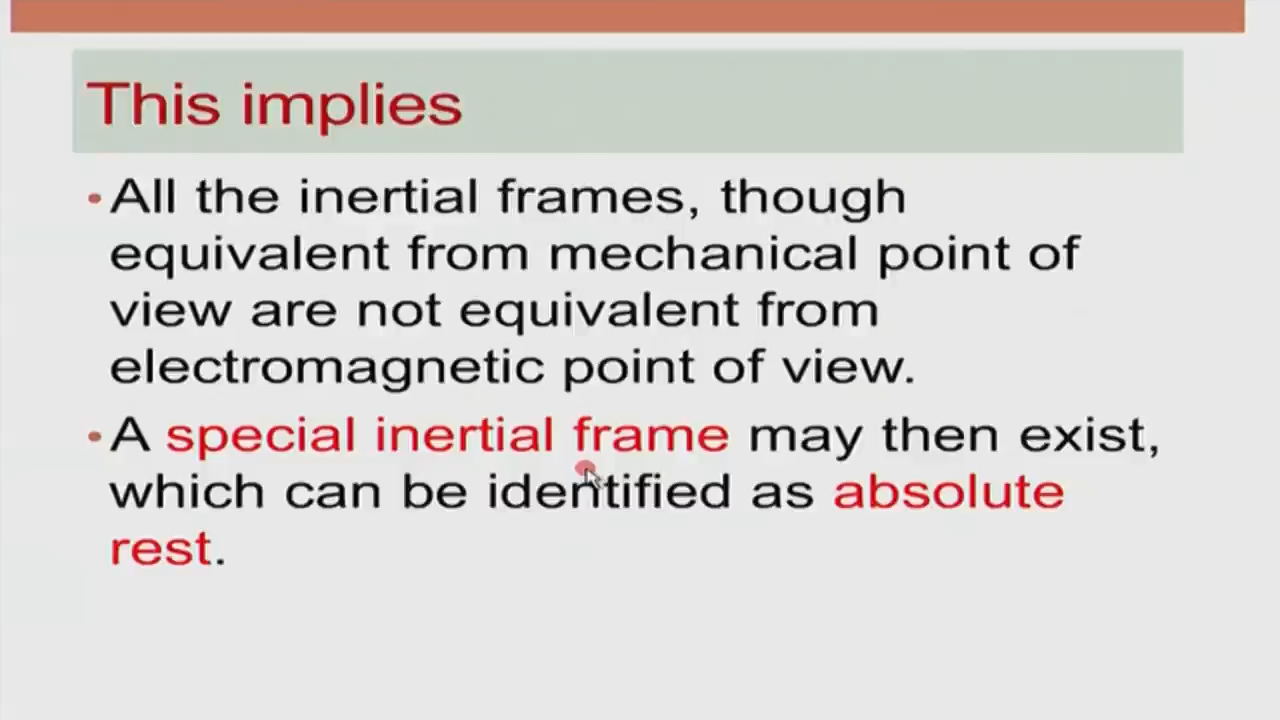 This implies
• All the inertial frames, though
equivalent from mechanical point of
view are not equivalent from
electromagnetic point of view.
• A special inertial frame may then exist,
which can be identified as absolute
rest.